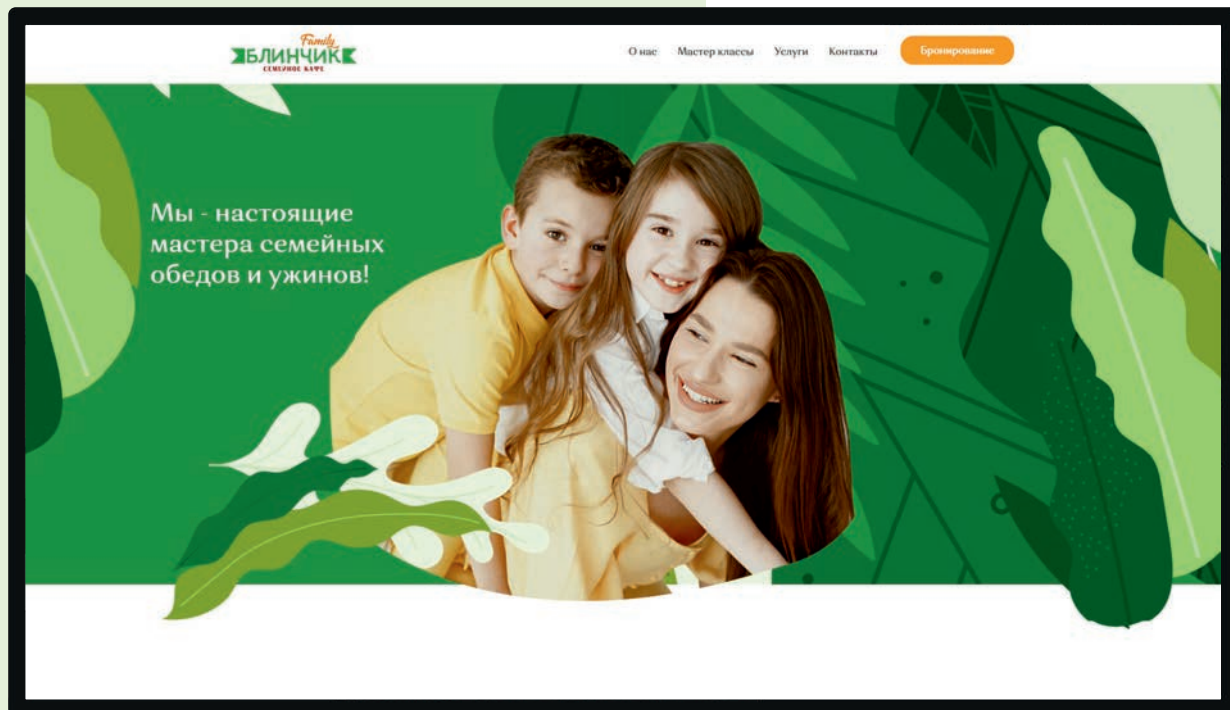 Family
БЛИНЧИК
СЕМЕЙНОЕ КАФЕ
О нас Мастер классы Услуги Контакты Бронирование
Мы - настоящие
мастера семейных
обедов и ужинов!